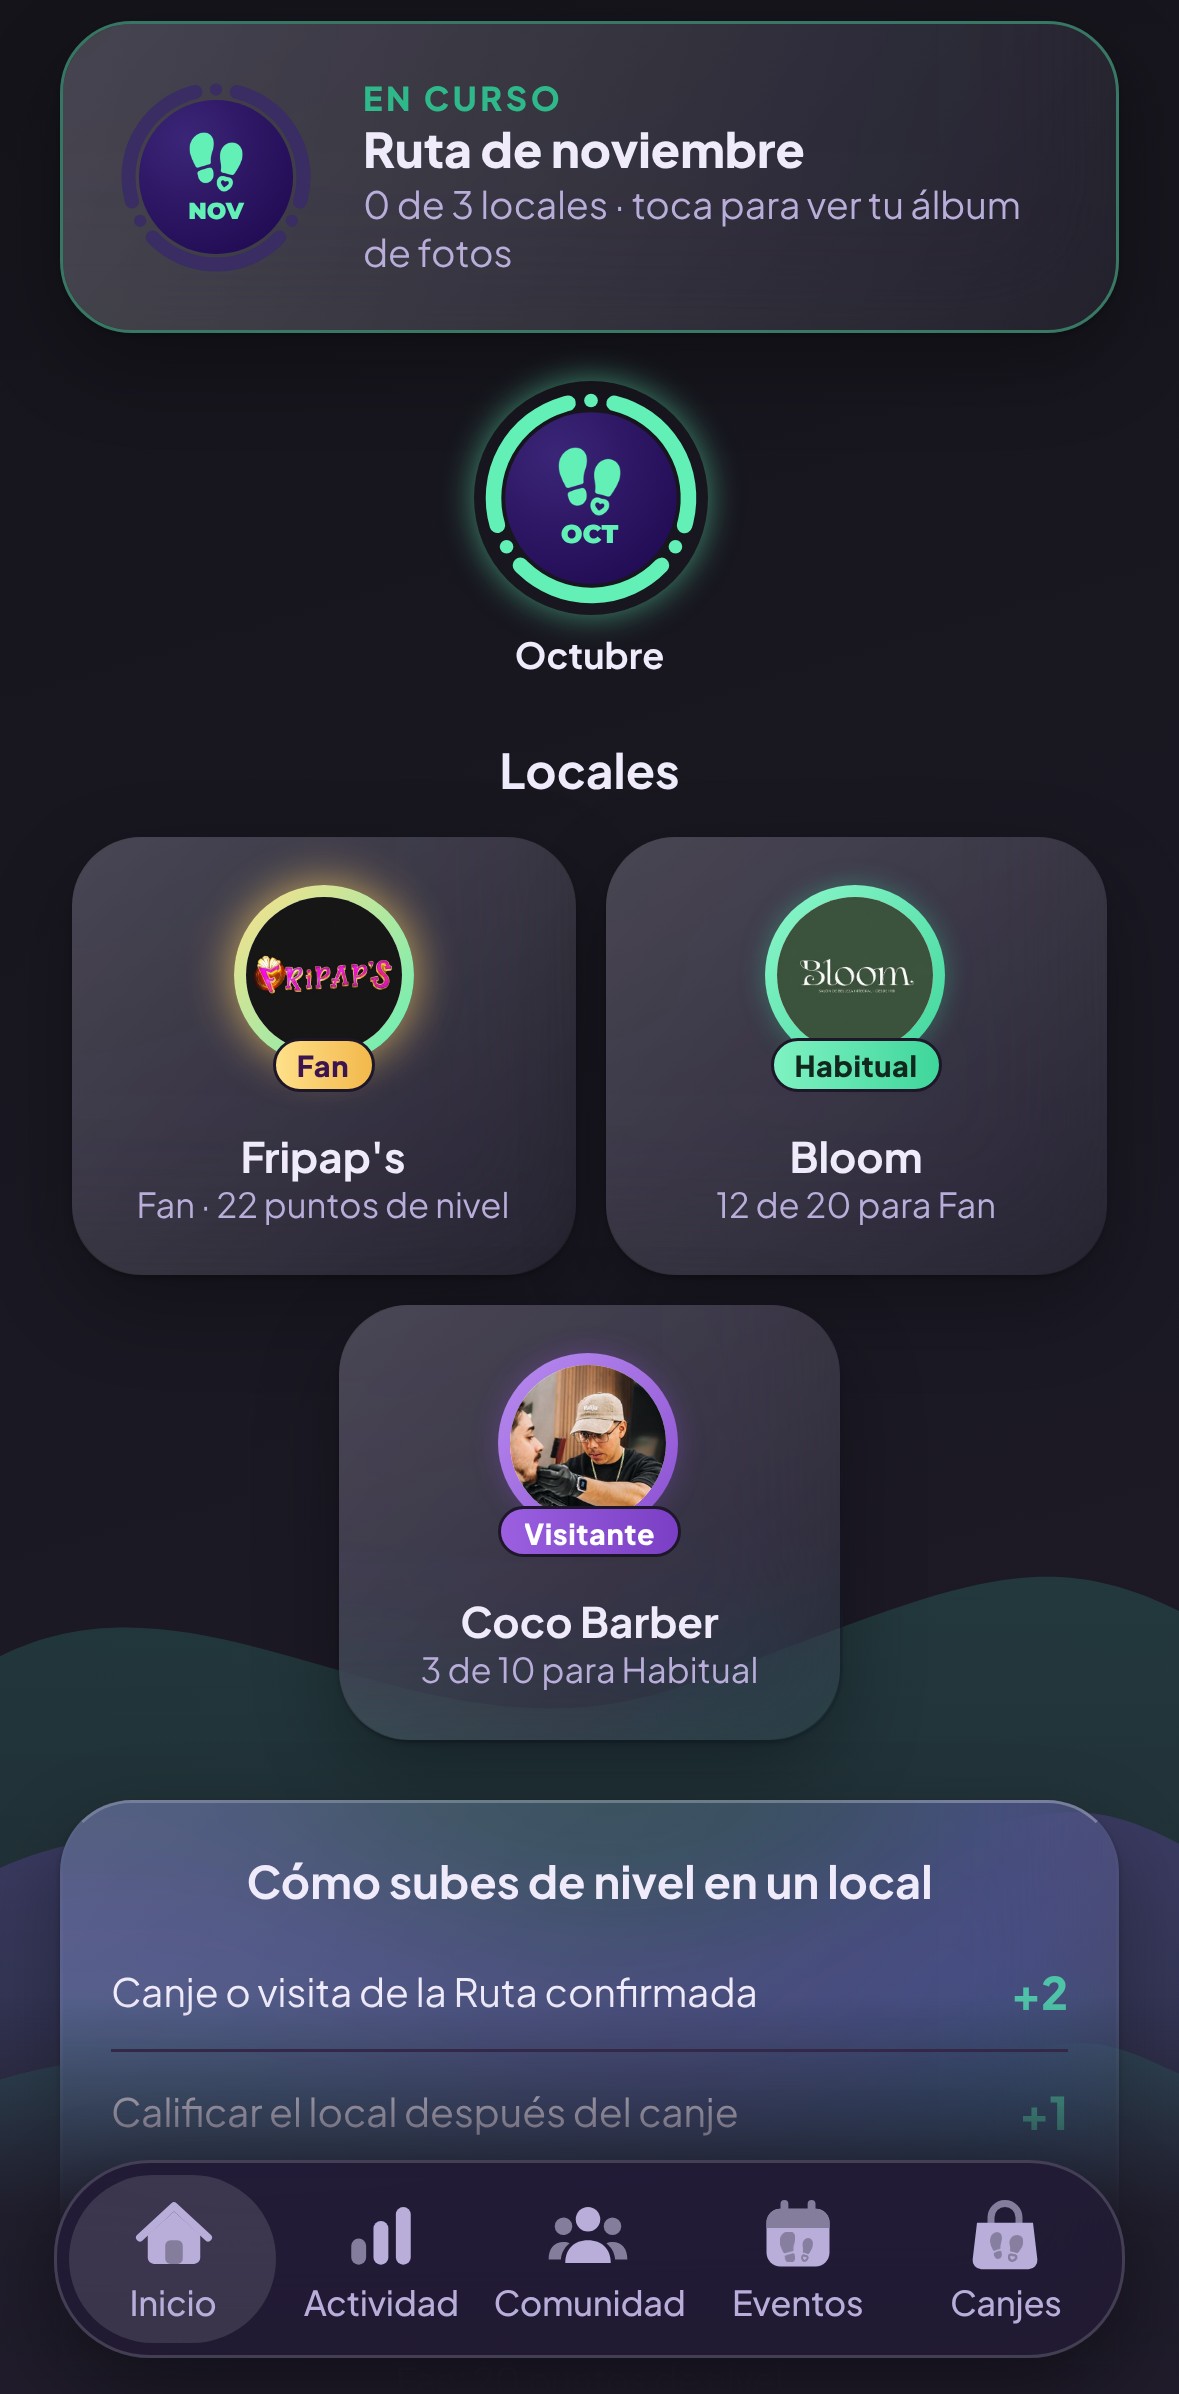 EN CURSO
Ruta de noviembre
0 de 3 locales · toca para ver tu álbum
de fotos
NOV
OCT
Octubre
Locales
FRIPAP'S
Fan
Fripap's
Fan · 22 puntos de nivel
Bloom
Habitual
Bloom
12 de 20 para Fan
Visitante
Coco Barber
3 de 10 para Habitual
Cómo subes de nivel en un local
Canje o visita de la Ruta confirmada +2
Calificar el local después del canje +1
Inicio Actividad Comunidad Eventos Canjes